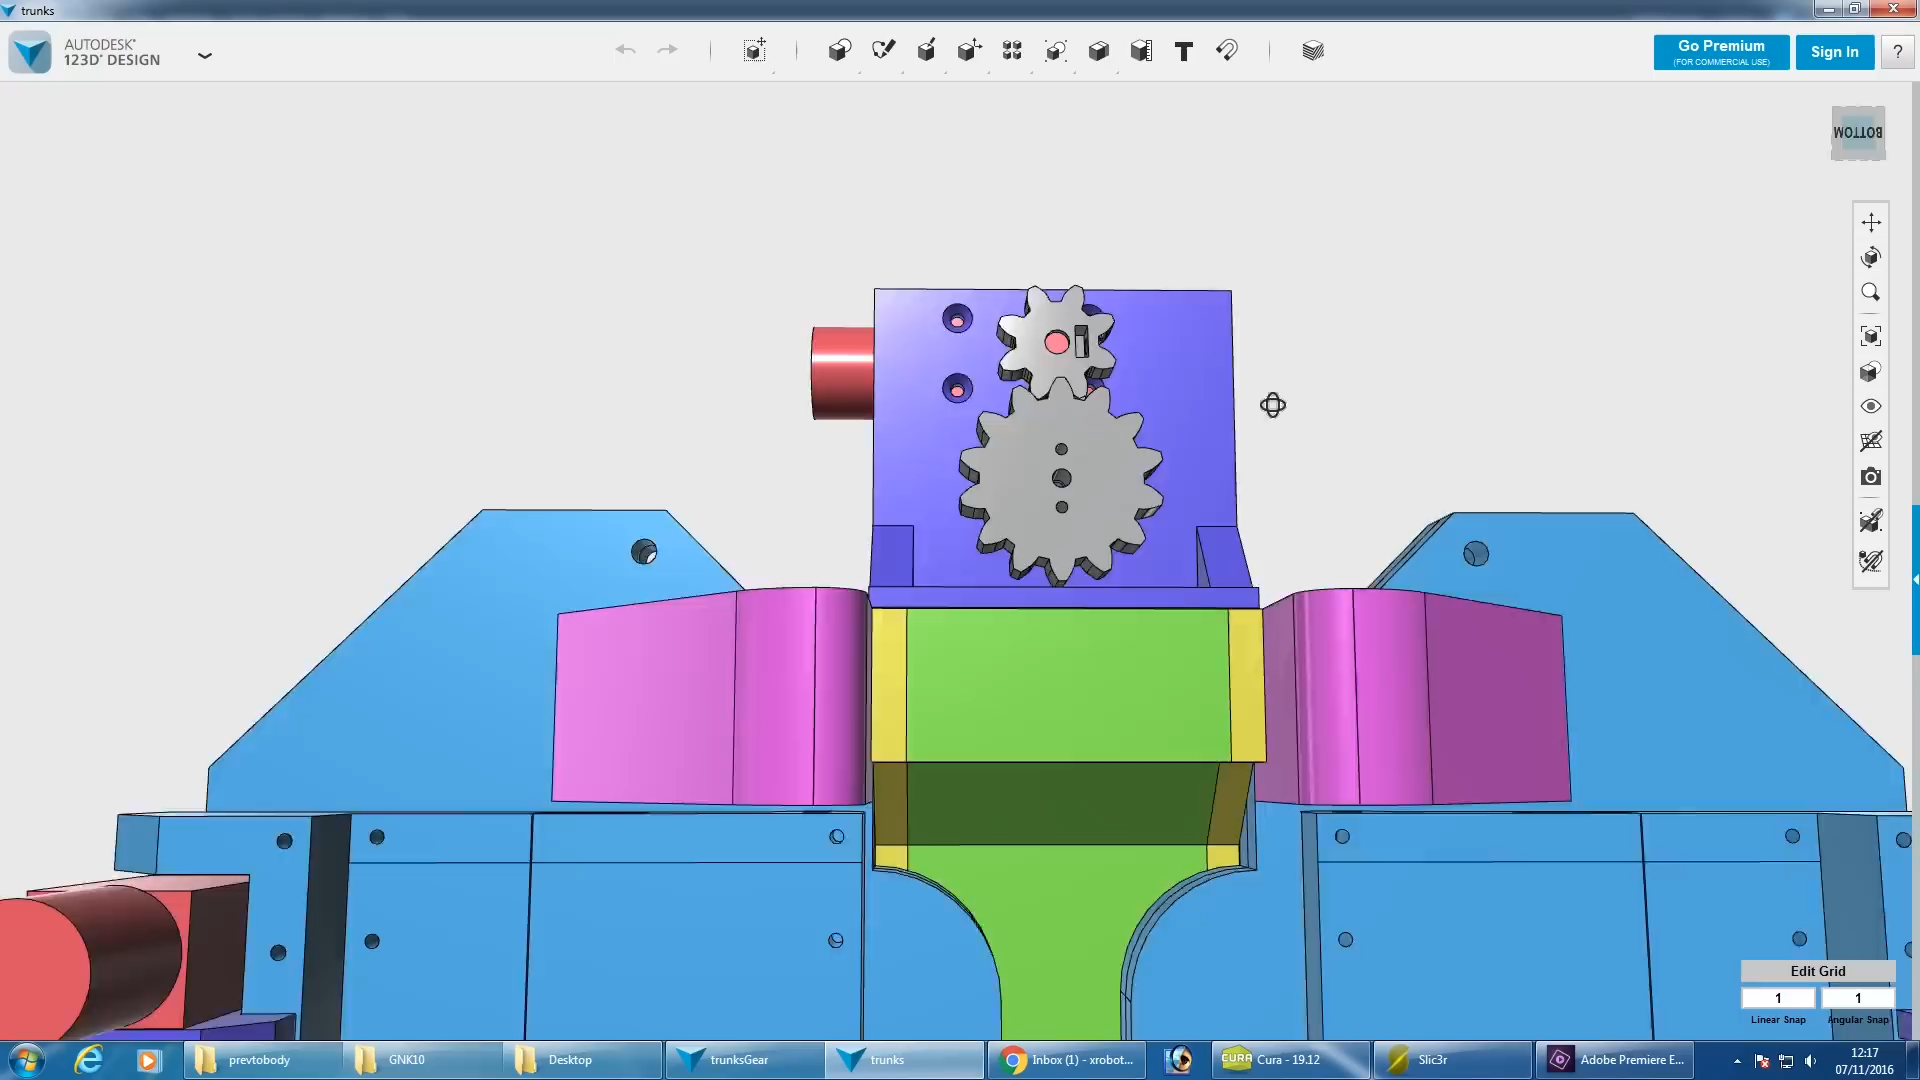 trunks
AUTODESK®
123D® DESIGN
Go Premium
(FOR COMMERCIAL USE)
Sign In
?
BOTTOM
Edit Grid
1 1
Linear Snap Angular Snap
prevtobody GNK10 Desktop trunksGear trunks Inbox (1) - xrobot... CURA Cura - 19.12 Slic3r Adobe Premiere E... 12:17
07/11/2016